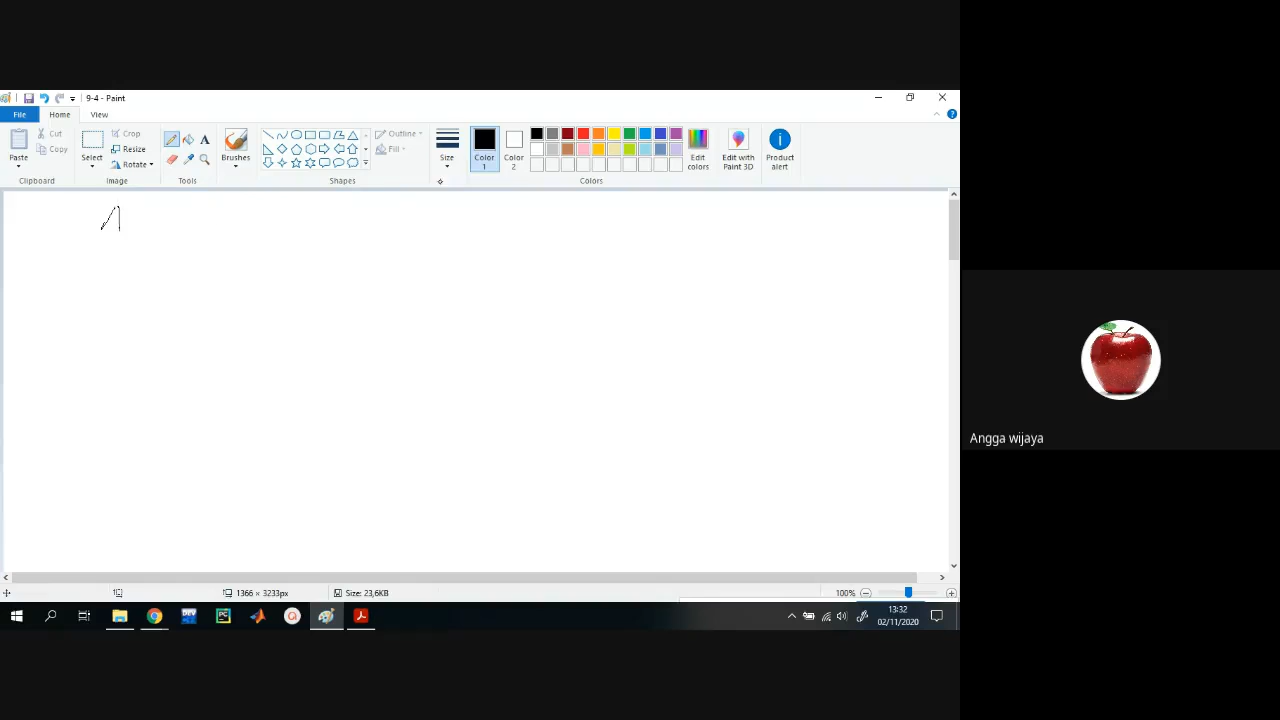 9-4 - Paint
File Home View
Paste Cut Copy Clipboard
Select Crop Resize Rotate Image
A Tools
Brushes
Outline Fill Shapes
Size
Color 1 Color 2 Edit colors Colors
Edit with Paint 3D
Product alert
Angga wijaya
1366 × 3233px Size: 23,6KB 100%
DEV PC 13:32
02/11/2020